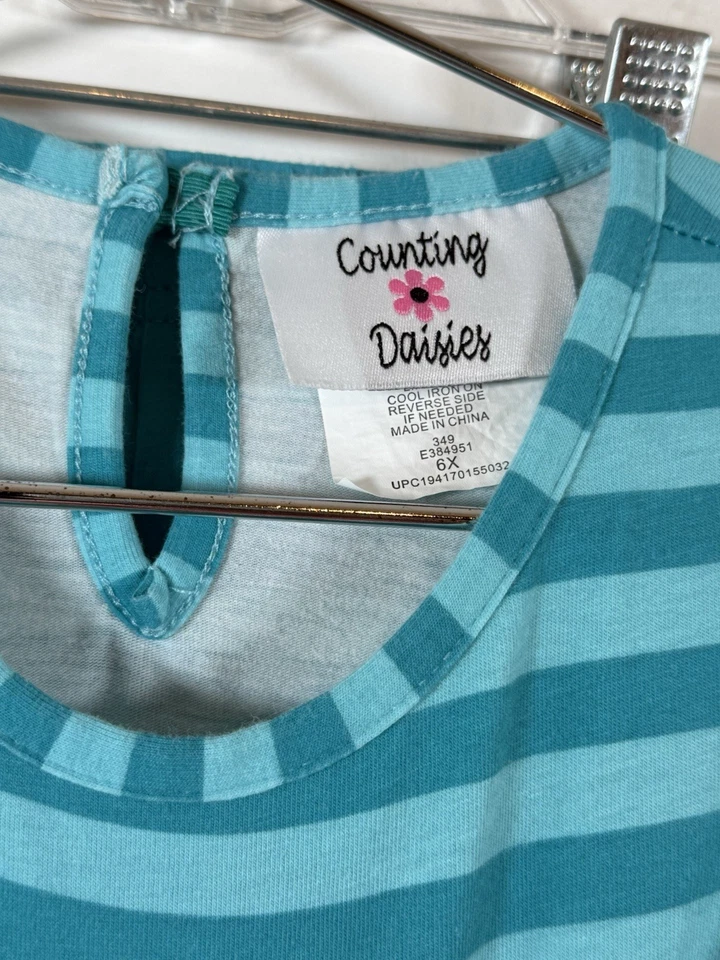 Counting
Daisies
COOL IRON ON
REVERSE SIDE
IF NEEDED
MADE IN CHINA
349
E384951
6X
UPC194170155032